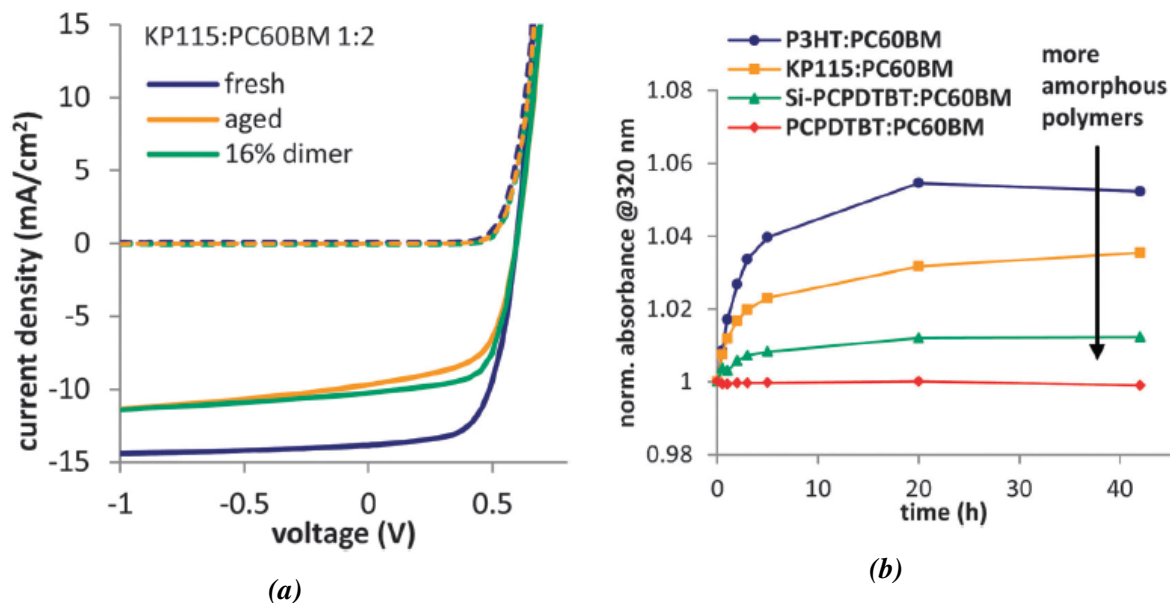 KP115:PC60BM 1:2
fresh
aged
16% dimer
current density (mA/cm²)
15
10
5
0
-5
-10
-15
-1
-0.5
0
0.5
voltage (V)
(a)
P3HT:PC60BM
KP115:PC60BM
Si-PCPDTBT:PC60BM
PCPDTBT:PC60BM
more
amorphous
polymers
norm. absorbance @320 nm
1.08
1.06
1.04
1.02
1
0.98
0
10
20
30
40
time (h)
(b)